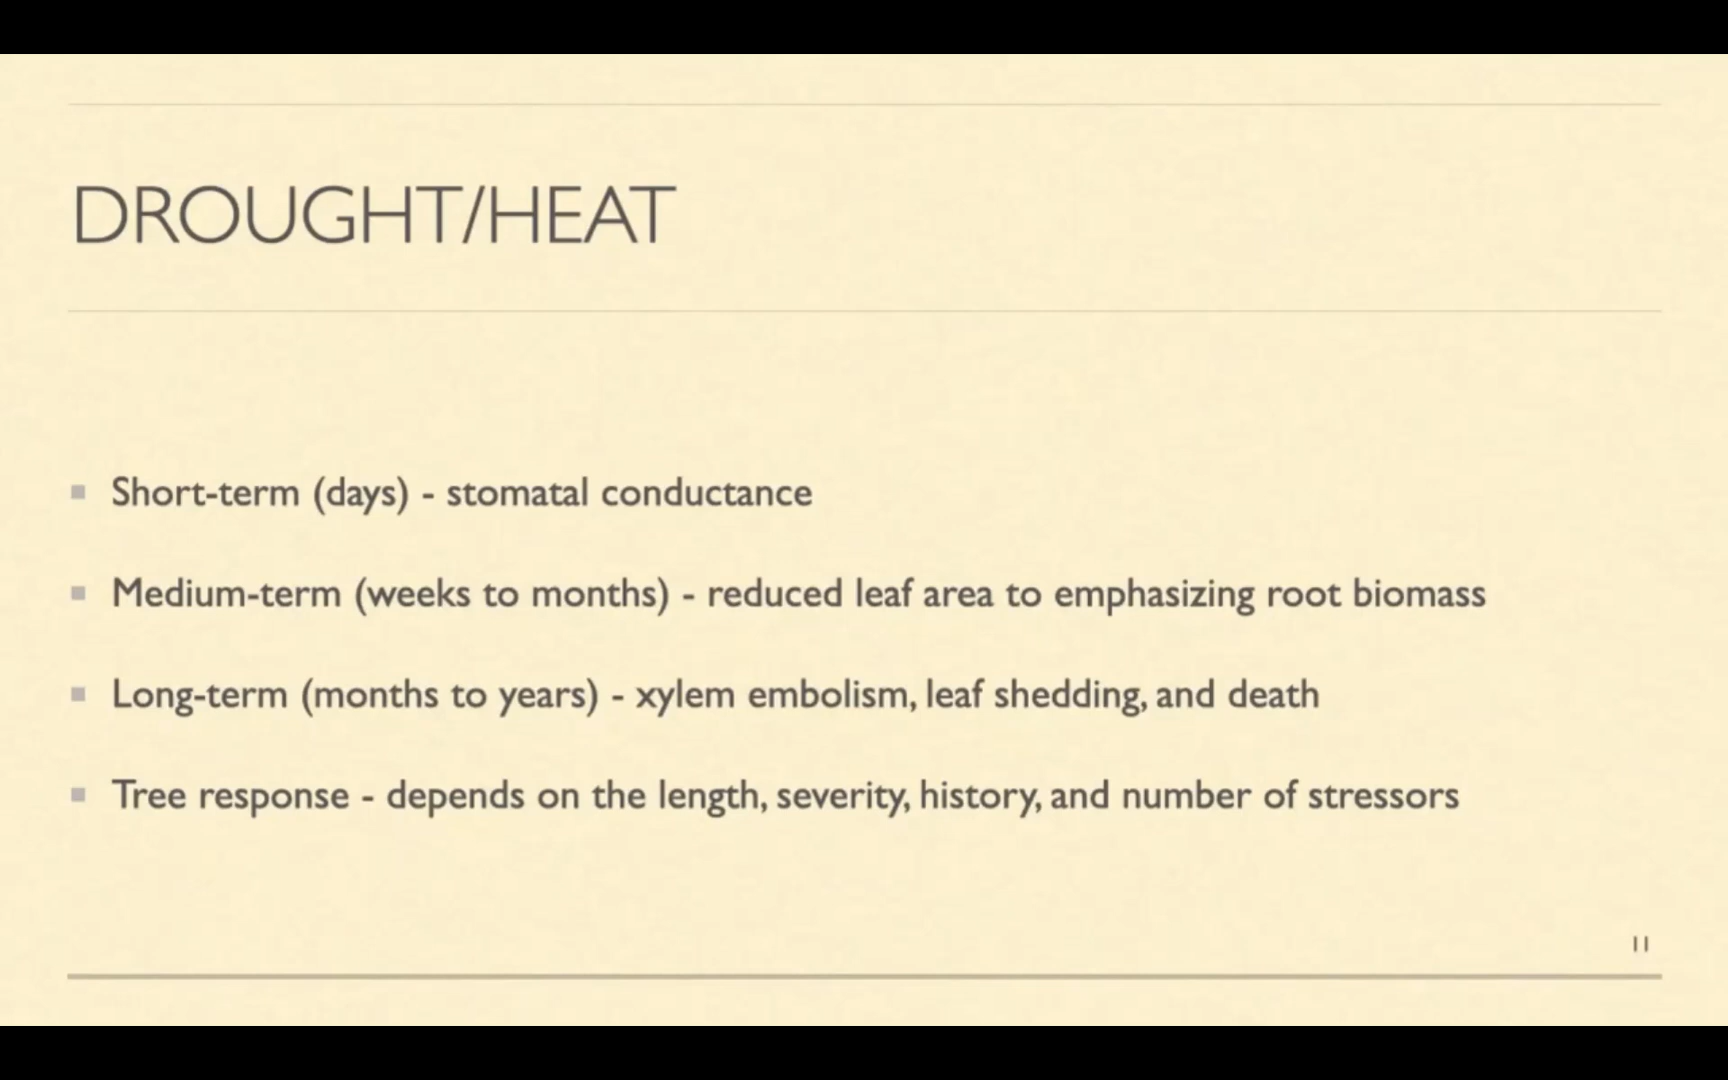 DROUGHT/HEAT
Short-term (days) - stomatal conductance
Medium-term (weeks to months) - reduced leaf area to emphasizing root biomass
Long-term (months to years) - xylem embolism, leaf shedding, and death
Tree response - depends on the length, severity, history, and number of stressors
11